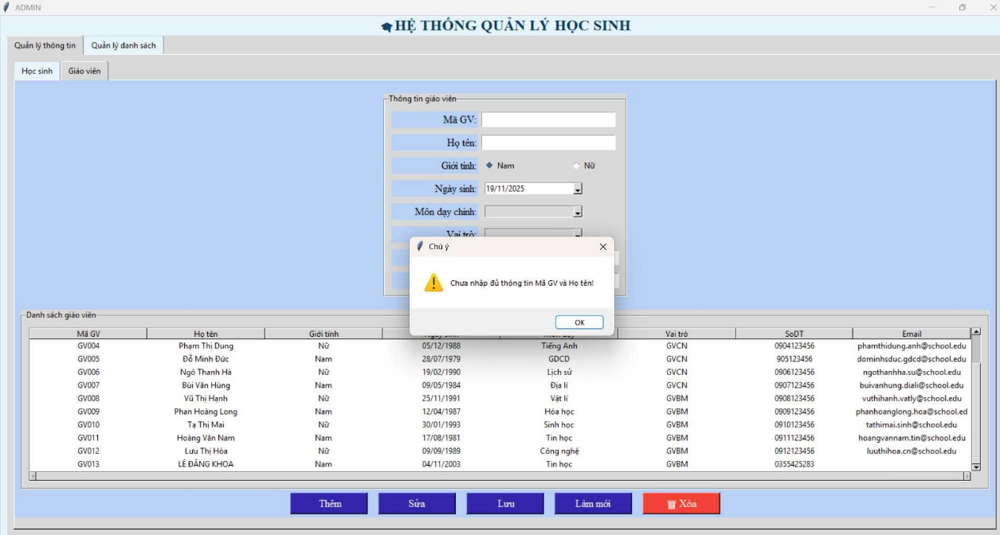 ADMIN
HỆ THỐNG QUẢN LÝ HỌC SINH
Quản lý thông tin Quản lý danh sách
Học sinh Giáo viên
Thông tin giáo viên
Mã GV:
Họ tên:
Giới tính: Nam Nữ
Ngày sinh: 19/11/2025
Môn dạy chính:
Vai trò:
Chú ý
Chưa nhập đủ thông tin Mã GV và Họ tên!
OK
Danh sách giáo viên
Mã GV Họ tên Giới tính Vai trò SoDT Email
GV004 Phạm Thị Dung Nữ 05/12/1988 Tiếng Anh GVCN 0904123456 phamthidung.anh@school.edu
GV005 Đỗ Minh Đức Nam 28/07/1979 GDCD GVCN 905123456 dominhsduc.gdcd@school.edu
GV006 Ngô Thanh Hà Nữ 19/02/1990 Lịch sử GVCN 0906123456 ngothanhha.su@school.edu
GV007 Bùi Văn Hùng Nam 09/05/1984 Địa lí GVCN 0907123456 buivanhung.diali@school.edu
GV008 Vũ Thị Hạnh Nữ 25/11/1991 Vật lí GVBM 0908123456 vuthihanh.vatly@school.edu
GV009 Phan Hoàng Long Nam 12/04/1987 Hóa học GVBM 0909123456 phanhoanglong.hoa@school.ed
GV010 Tạ Thị Mai Nữ 30/01/1993 Sinh học GVBM 0910123456 tathimai.sinh@school.edu
GV011 Hoàng Văn Nam Nam 17/08/1981 Tin học GVBM 0911123456 hoangvannam.tin@school.edu
GV012 Lưu Thị Hòa Nữ 09/09/1989 Công nghệ GVBM 0912123456 luuthihoa.cn@school.edu
GV013 LÊ ĐĂNG KHOA Nam 04/11/2003 Tin học GVBM 0355425283
Thêm Sửa Lưu Làm mới Xóa